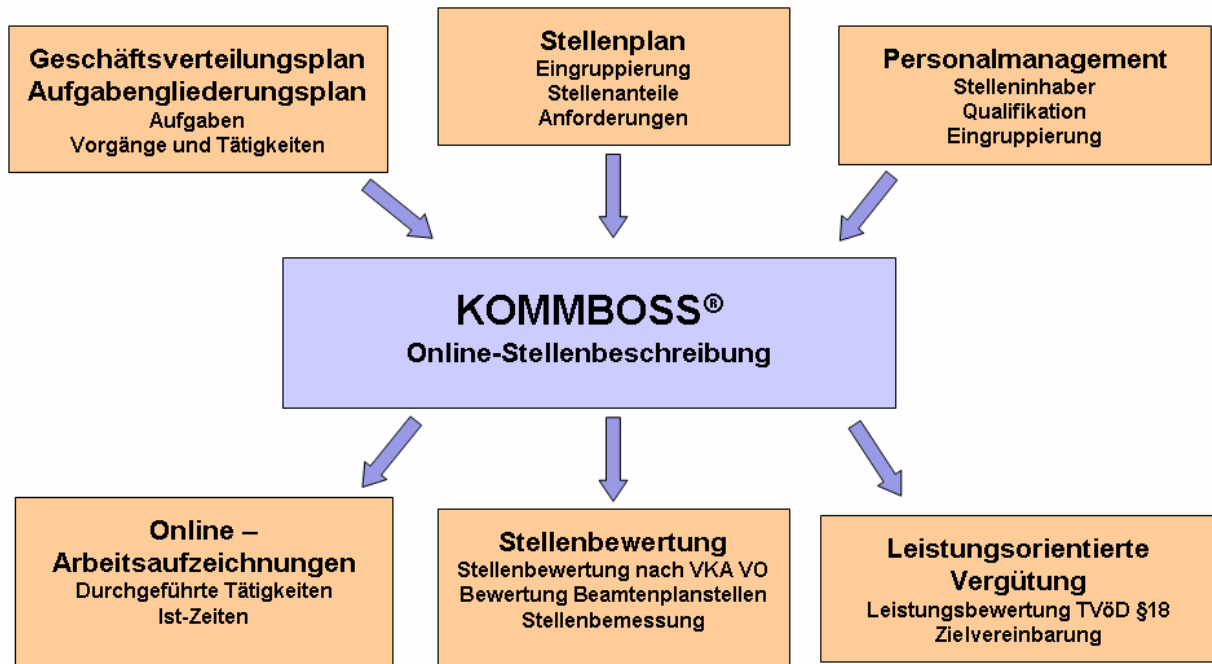 Geschäftsverteilungsplan
Aufgabengliederungsplan
Aufgaben
Vorgänge und Tätigkeiten
Stellenplan
Eingruppierung
Stellenanteile
Anforderungen
Personalmanagement
Stelleninhaber
Qualifikation
Eingruppierung
KOMMBOSS®
Online-Stellenbeschreibung
Online –
Arbeitsaufzeichnungen
Durchgeführte Tätigkeiten
Ist-Zeiten
Stellenbewertung
Stellenbewertung nach VKA VO
Bewertung Beamtenplanstellen
Stellenbemessung
Leistungsorientierte
Vergütung
Leistungsbewertung TVöD §18
Zielvereinbarung